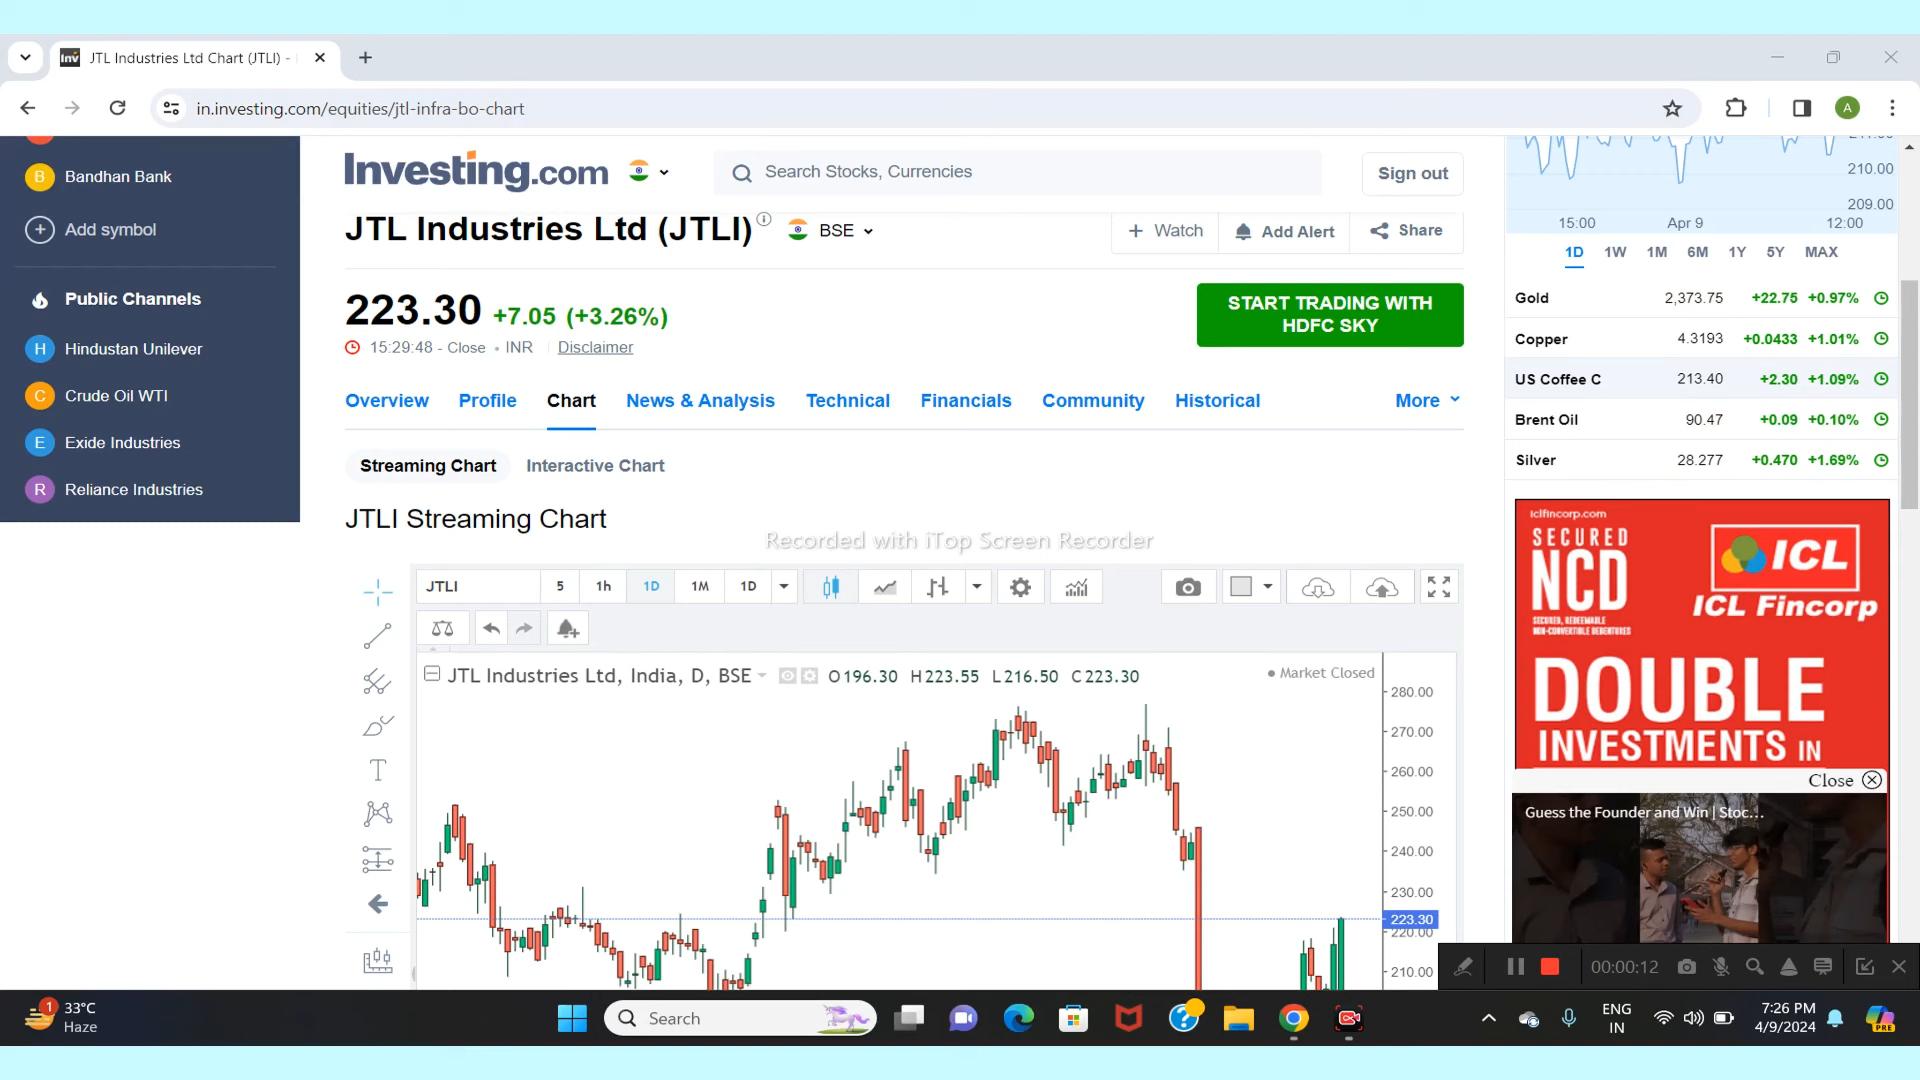 JTL Industries Ltd Chart (JTLI) -
in.investing.com/equities/jtl-infra-bo-chart
A
B Bandhan Bank
+ Add symbol
Public Channels
H Hindustan Unilever
C Crude Oil WTI
E Exide Industries
R Reliance Industries
Investing.com
Search Stocks, Currencies
Sign out
JTL Industries Ltd (JTLI)
BSE
+ Watch
Add Alert
Share
223.30 +7.05 (+3.26%)
15:29:48 - Close • INR Disclaimer
START TRADING WITH
HDFC SKY
Overview Profile Chart News & Analysis Technical Financials Community Historical More
Streaming Chart Interactive Chart
JTLI Streaming Chart
Recorded with iTop Screen Recorder
JTLI 5 1h 1D 1M 1D
JTL Industries Ltd, India, D, BSE O196.30 H223.55 L216.50 C223.30
Market Closed
280.00
270.00
260.00
250.00
240.00
230.00
223.30
220.00
210.00
210.00
209.00
15:00 Apr 9 12:00
1D 1W 1M 6M 1Y 5Y MAX
Gold 2,373.75 +22.75 +0.97%
Copper 4.3193 +0.0433 +1.01%
US Coffee C 213.40 +2.30 +1.09%
Brent Oil 90.47 +0.09 +0.10%
Silver 28.277 +0.470 +1.69%
iclfincorp.com
SECURED
NCD
SECURED, REDEEMABLE
NON-CONVERTIBLE DEBENTURES
ICL
ICL Fincorp
DOUBLE
INVESTMENTS IN
Close
Guess the Founder and Win | Stoc...
00:00:12
1
33°C
Haze
Search
ENG
IN
7:26 PM
4/9/2024
PRE